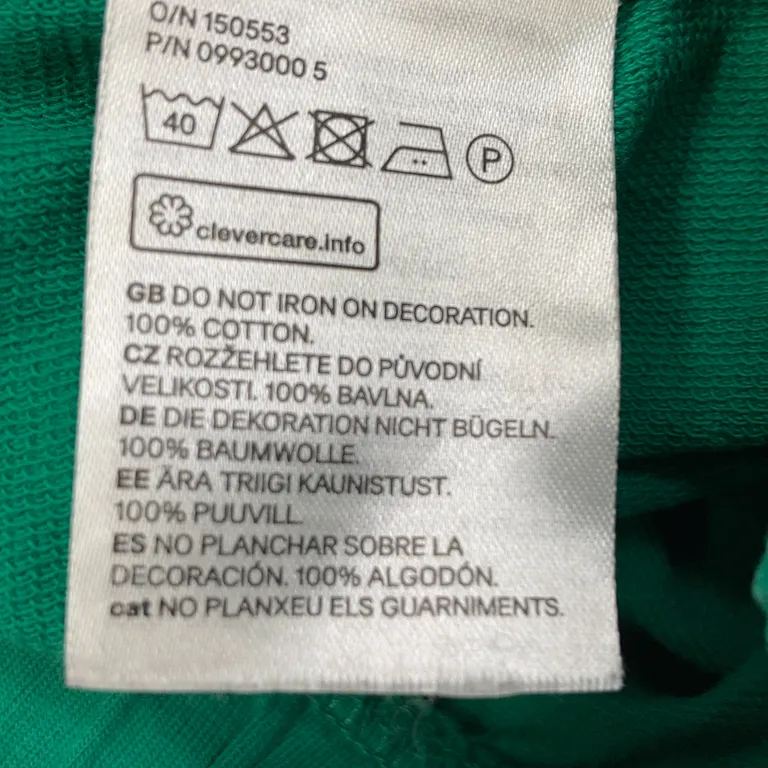 O/N 150553
P/N 0993000 5
40 P
clevercare.info
GB DO NOT IRON ON DECORATION.
100% COTTON.
CZ ROZŽEHLETE DO PŮVODNÍ
VELIKOSTI. 100% BAVLNA.
DE DIE DEKORATION NICHT BÜGELN.
100% BAUMWOLLE.
EE ÄRA TRIIGI KAUNISTUST.
100% PUUVILL.
ES NO PLANCHAR SOBRE LA
DECORACIÓN. 100% ALGODÓN.
cat NO PLANXEU ELS GUARNIMENTS.